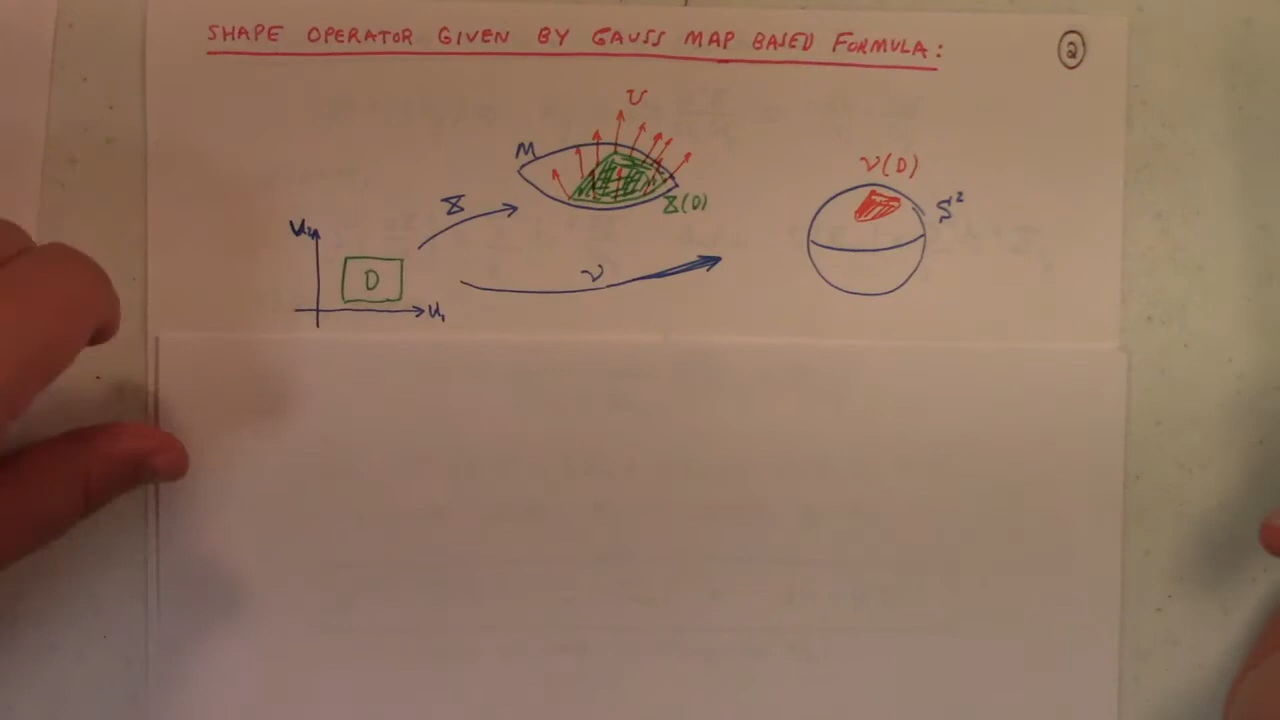 SHAPE OPERATOR GIVEN BY GAUSS MAP BASED FORMULA:
2
U
M
ν(D)
X
X(D)
S²
u₂
D
ν
u₁